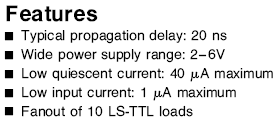 Features
■ Typical propagation delay: 20 ns
■ Wide power supply range: 2–6V
■ Low quiescent current: 40 μA maximum
■ Low input current: 1 μA maximum
■ Fanout of 10 LS-TTL loads